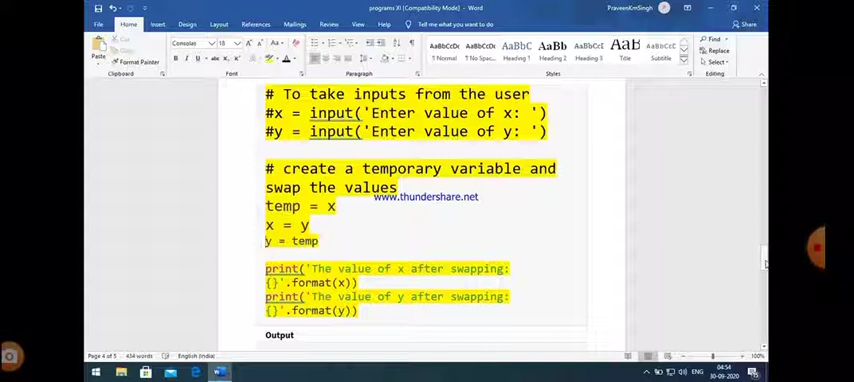 programs XI [Compatibility Mode] - Word
PraveenKmSingh
File Home Insert Design Layout References Mailings Review View Help Tell me what you want to do Share
Paste
Cut
Consolas 18
Find
Replace
Select
AaBbCcDc AaBbCcDc AaBbC AaBb AaBbC AaB AaBbC
¶ Normal ¶ No Spac... Heading 1 Heading 2 Heading 3 Title
Clipboard Font Paragraph Styles Editing
# To take inputs from the user
#x = input('Enter value of x: ')
#y = input('Enter value of y: ')
# create a temporary variable and
swap the values
www.thundershare.net
temp = x
x = y
y = temp
print('The value of x after swapping:
{}'.format(x))
print('The value of y after swapping:
{}'.format(y))
Output
Page 4 of 5 434 words English (India) 100%
ENG 04:54
30-09-2020